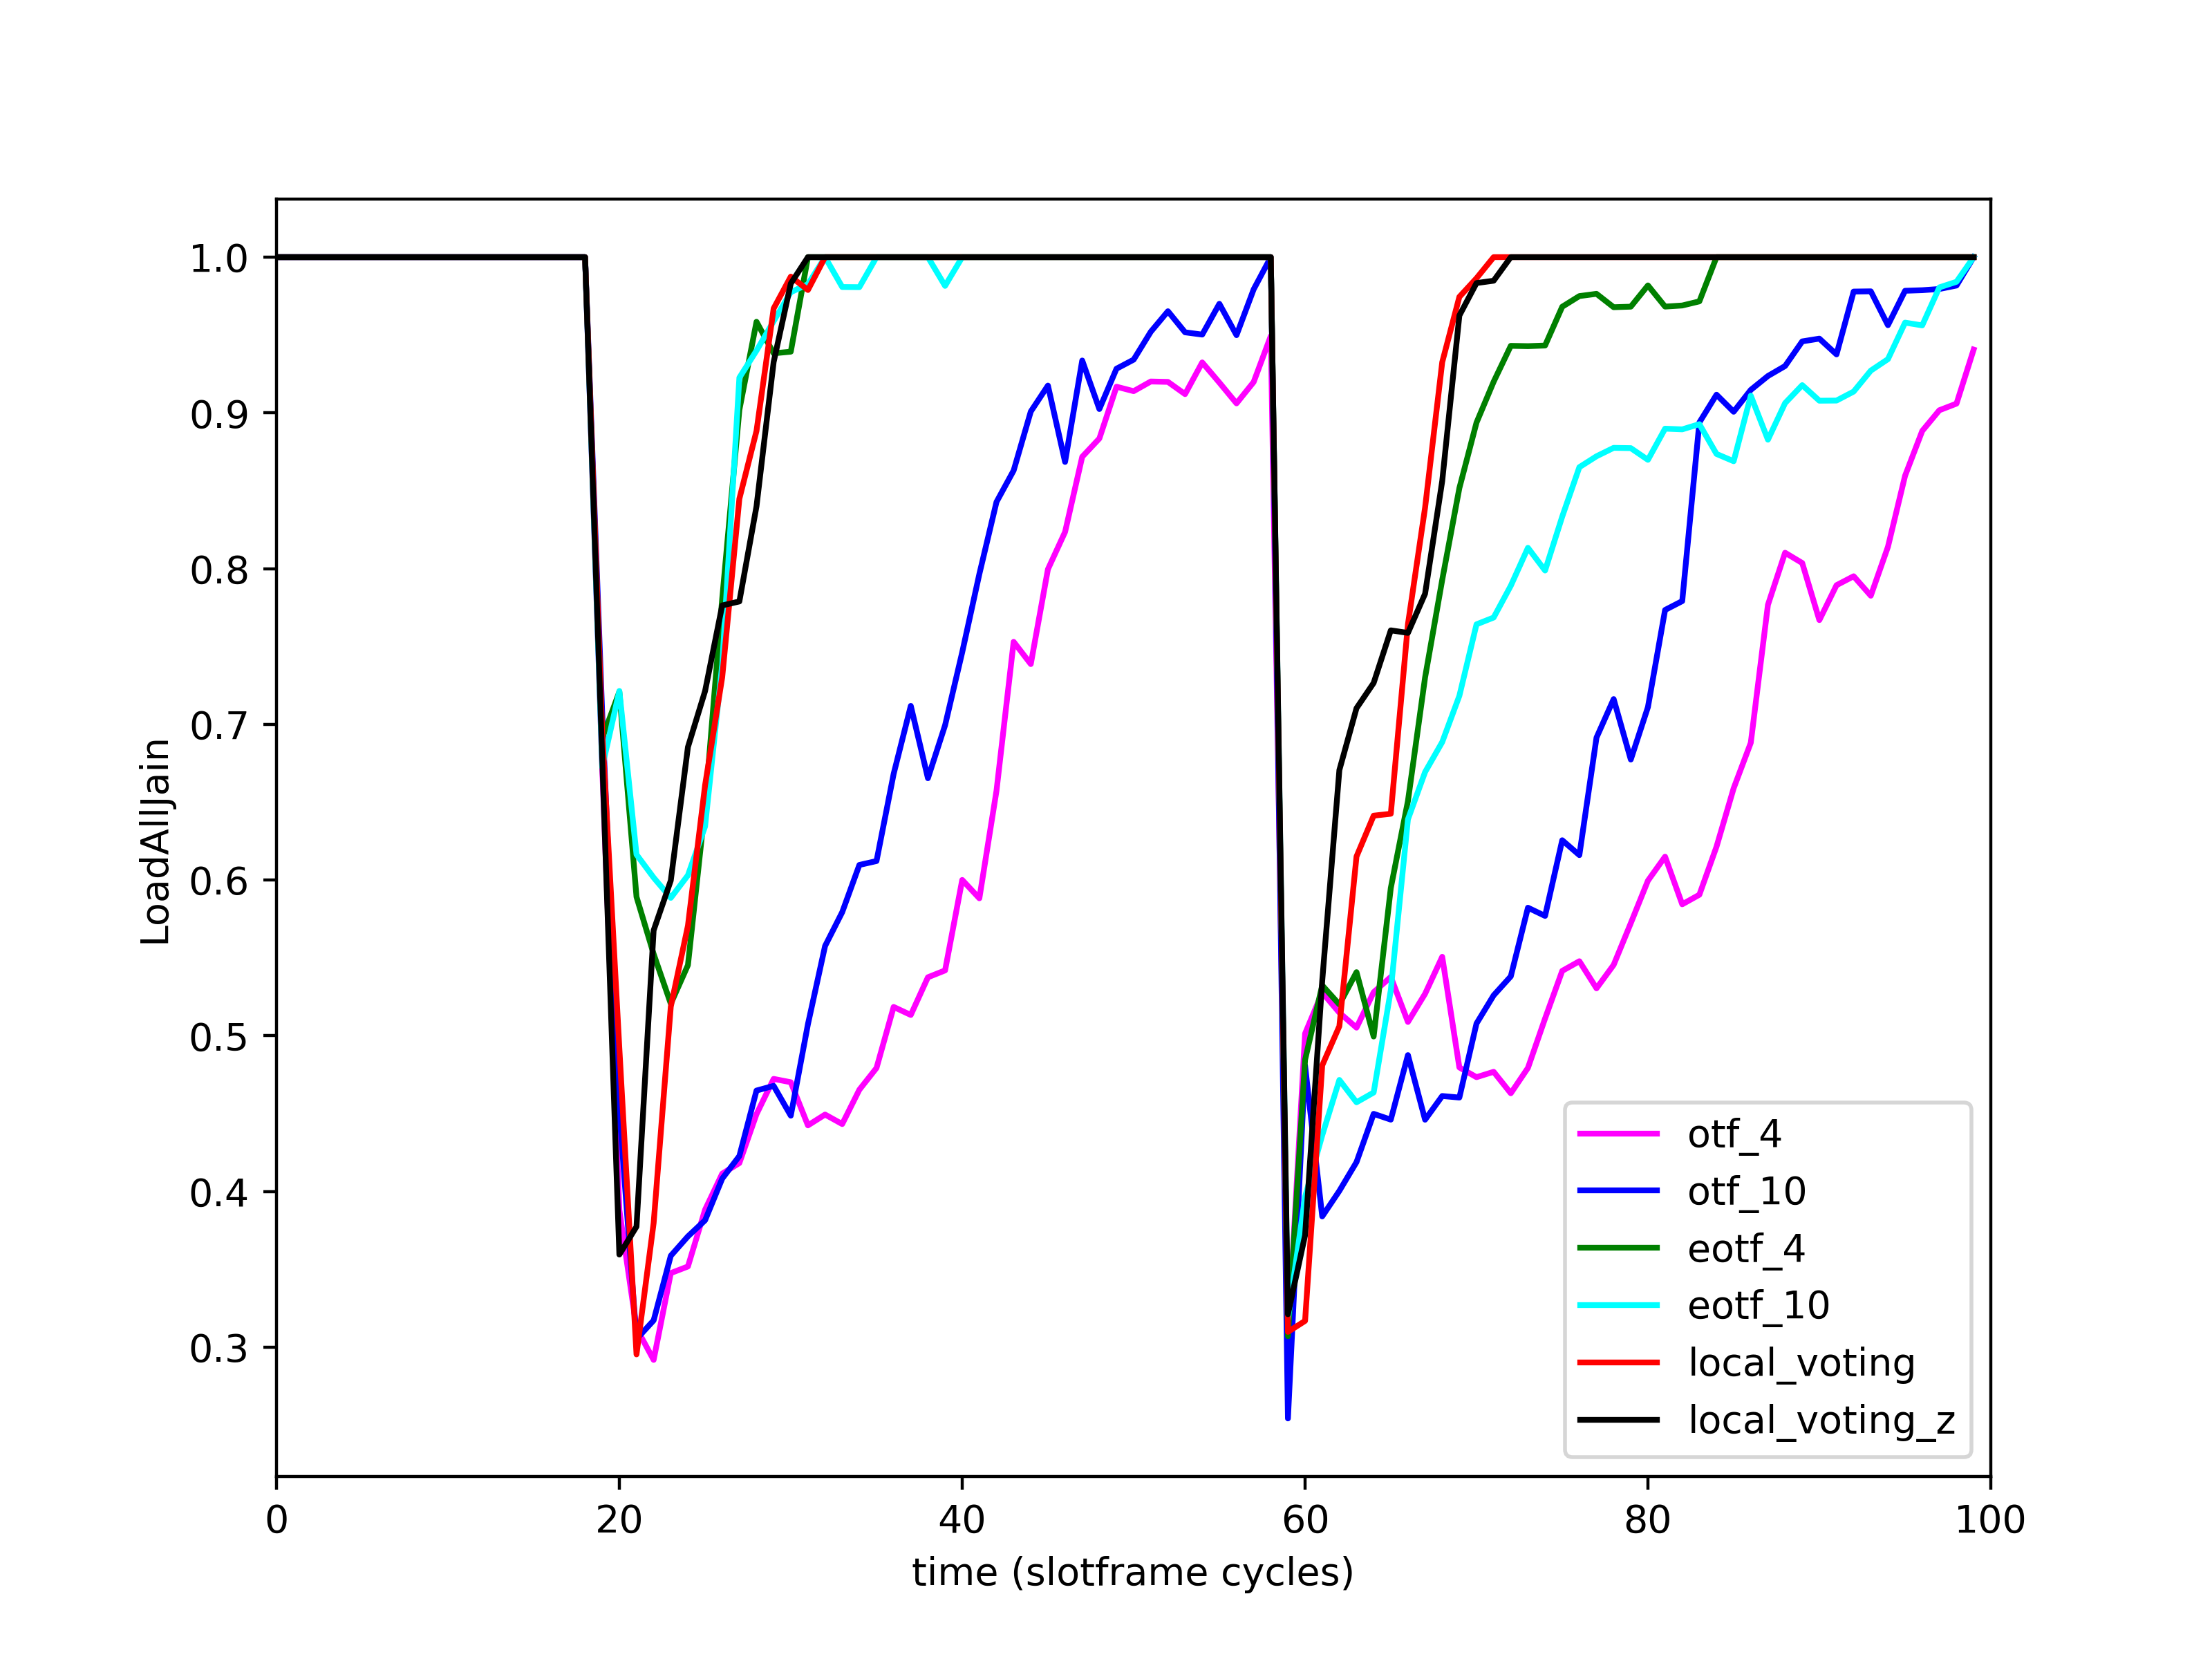 1.0
0.9
0.8
0.7
0.6
0.5
0.4
0.3
LoadAllJain
0 20 40 60 80 100
time (slotframe cycles)
otf_4
otf_10
eotf_4
eotf_10
local_voting
local_voting_z